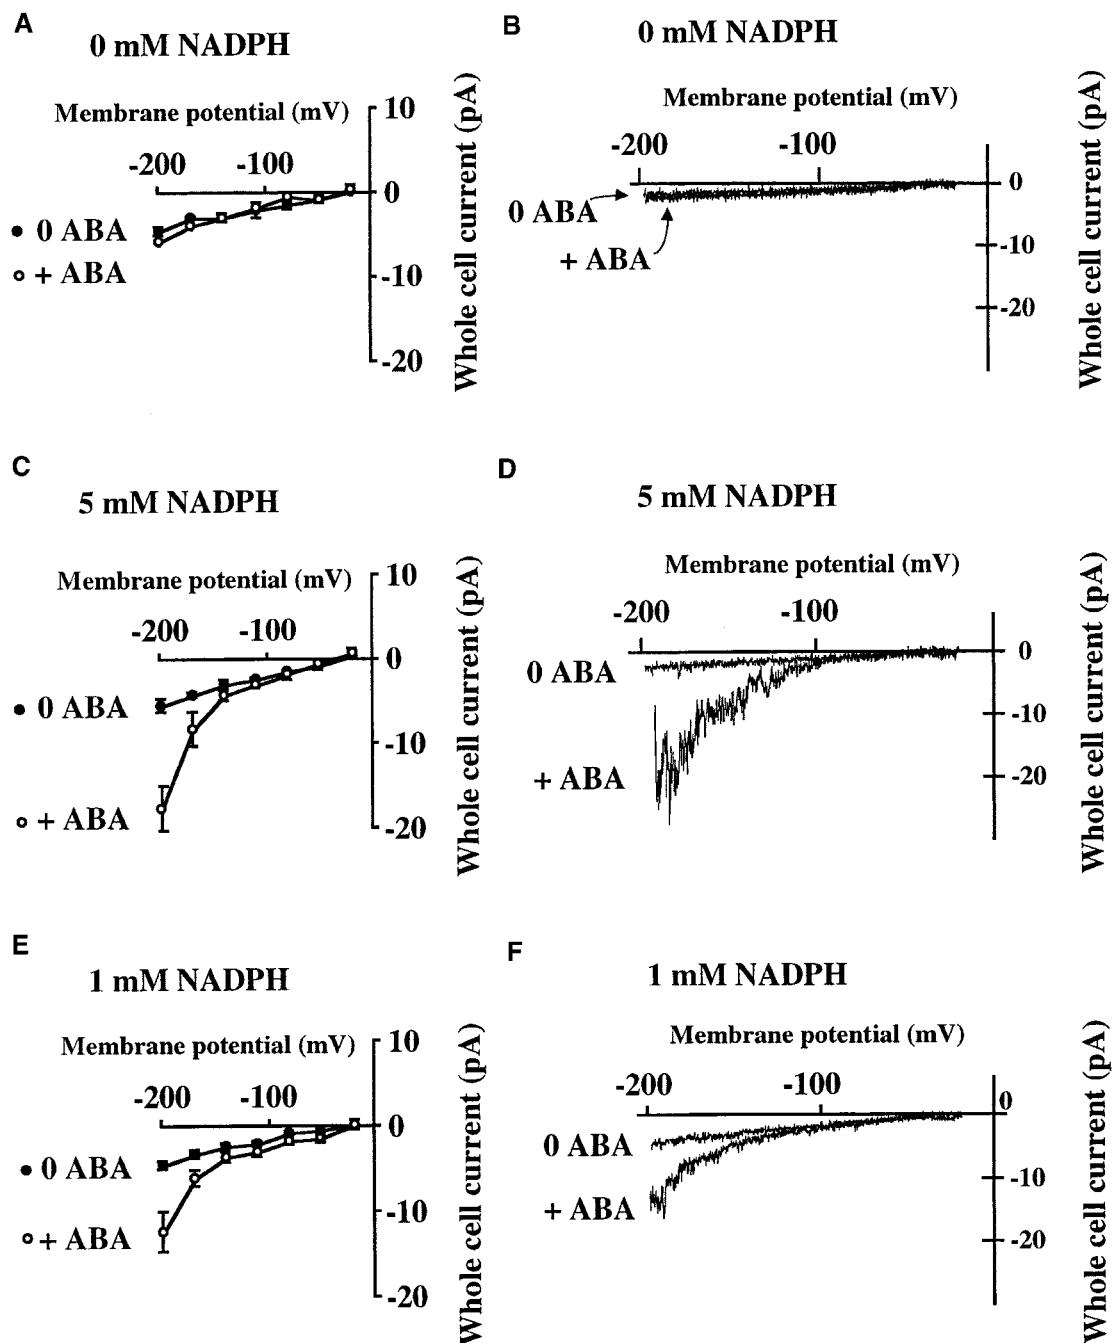 A
0 mM NADPH
Membrane potential (mV)
-200 -100
10
0
-10
-20
● 0 ABA
○ + ABA
Whole cell current (pA)
B
0 mM NADPH
Membrane potential (mV)
-200 -100
0
-10
-20
0 ABA
+ ABA
Whole cell current (pA)
C
5 mM NADPH
Membrane potential (mV)
-200 -100
10
0
-10
-20
● 0 ABA
○ + ABA
Whole cell current (pA)
D
5 mM NADPH
Membrane potential (mV)
-200 -100
0
-10
-20
0 ABA
+ ABA
Whole cell current (pA)
E
1 mM NADPH
Membrane potential (mV)
-200 -100
10
0
-10
-20
● 0 ABA
○ + ABA
Whole cell current (pA)
F
1 mM NADPH
Membrane potential (mV)
-200 -100
0
-10
-20
0 ABA
+ ABA
Whole cell current (pA)